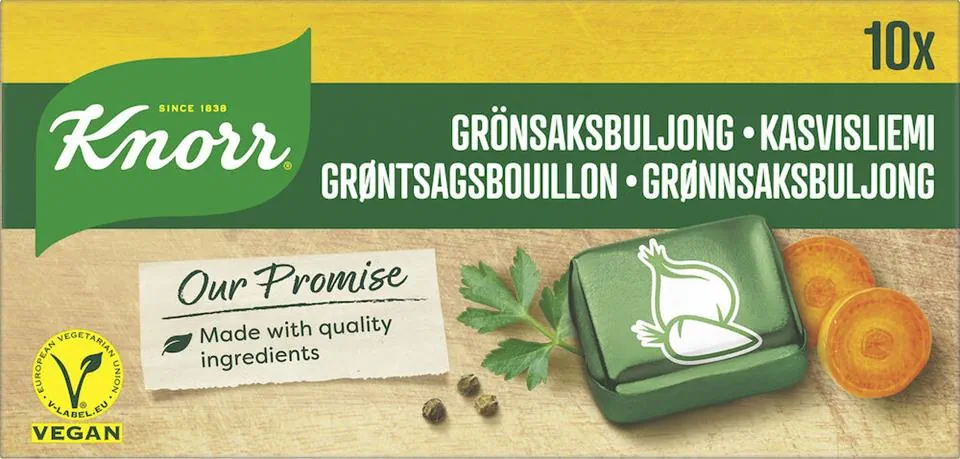 10x
SINCE 1838
Knorr
GRÖNSAKSBULJONG • KASVISLIEMI
GRØNTSAGSBOUILLON • GRØNNSAKSBULJONG
Our Promise
Made with quality
ingredients
EUROPEAN VEGETARIAN UNION
V-LABEL.EU
VEGAN